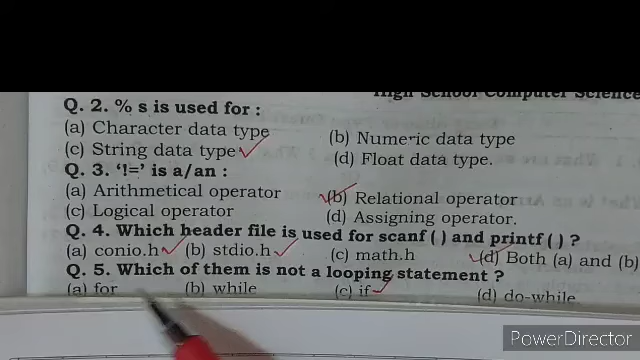 High School Computer Science
Q. 2. % s is used for :
(a) Character data type (b) Numeric data type
(c) String data type (d) Float data type.
Q. 3. ‘!=’ is a/an :
(a) Arithmetical operator (b) Relational operator
(c) Logical operator (d) Assigning operator.
Q. 4. Which header file is used for scanf ( ) and printf ( ) ?
(a) conio.h (b) stdio.h (c) math.h (d) Both (a) and (b)
Q. 5. Which of them is not a looping statement ?
(a) for (b) while (c) if (d) do-while
PowerDirector